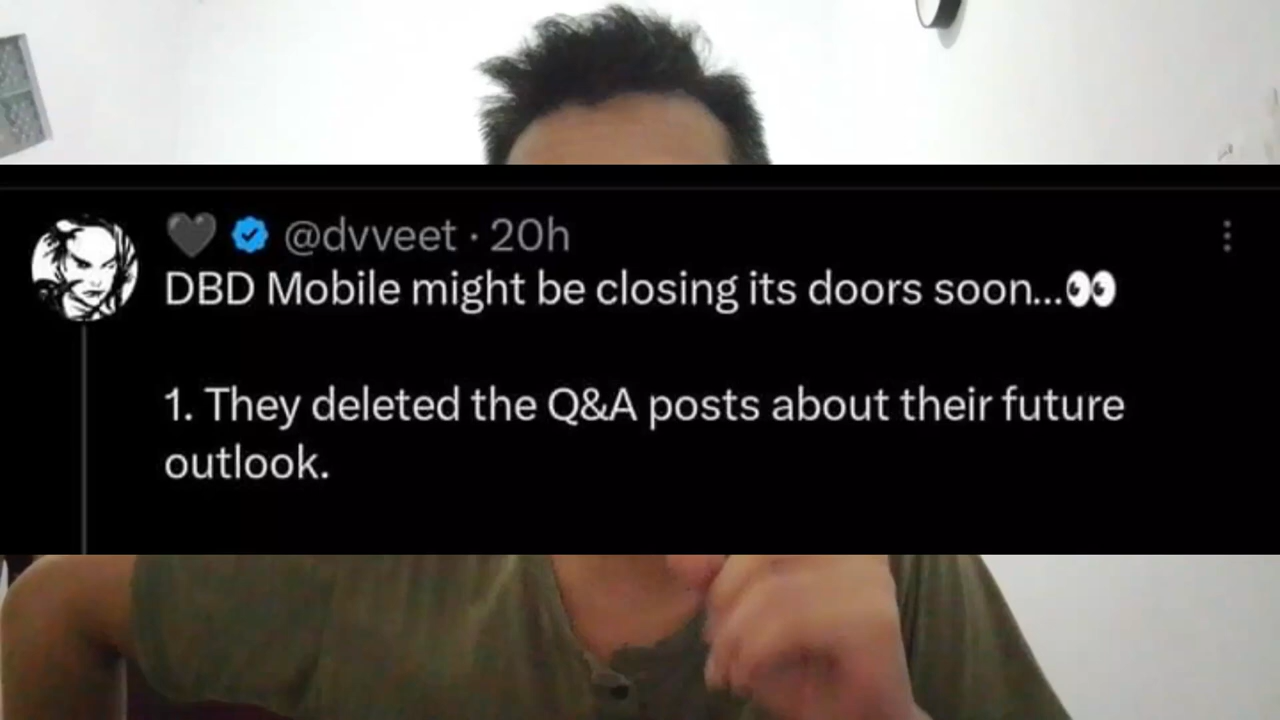 🖤 @dvveet · 20h
DBD Mobile might be closing its doors soon...👀
1. They deleted the Q&A posts about their future
outlook.